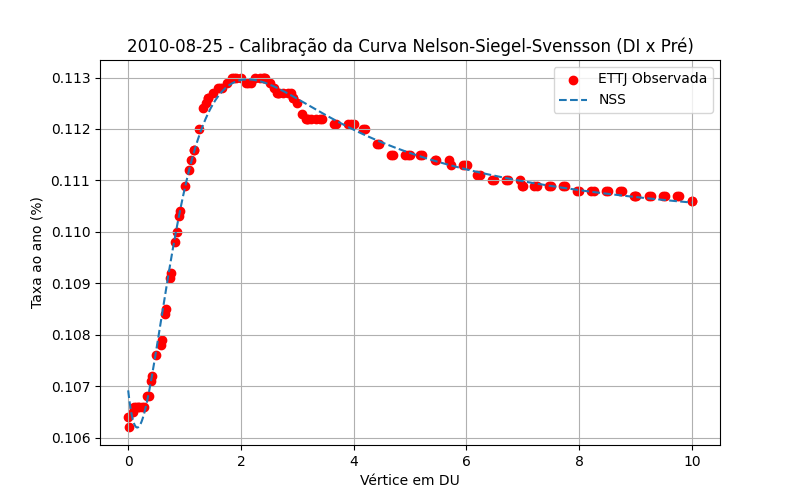 2010-08-25 - Calibração da Curva Nelson-Siegel-Svensson (DI x Pré)
ETTJ Observada
NSS
Taxa ao ano (%)
0.113
0.112
0.111
0.110
0.109
0.108
0.107
0.106
0 2 4 6 8 10
Vértice em DU